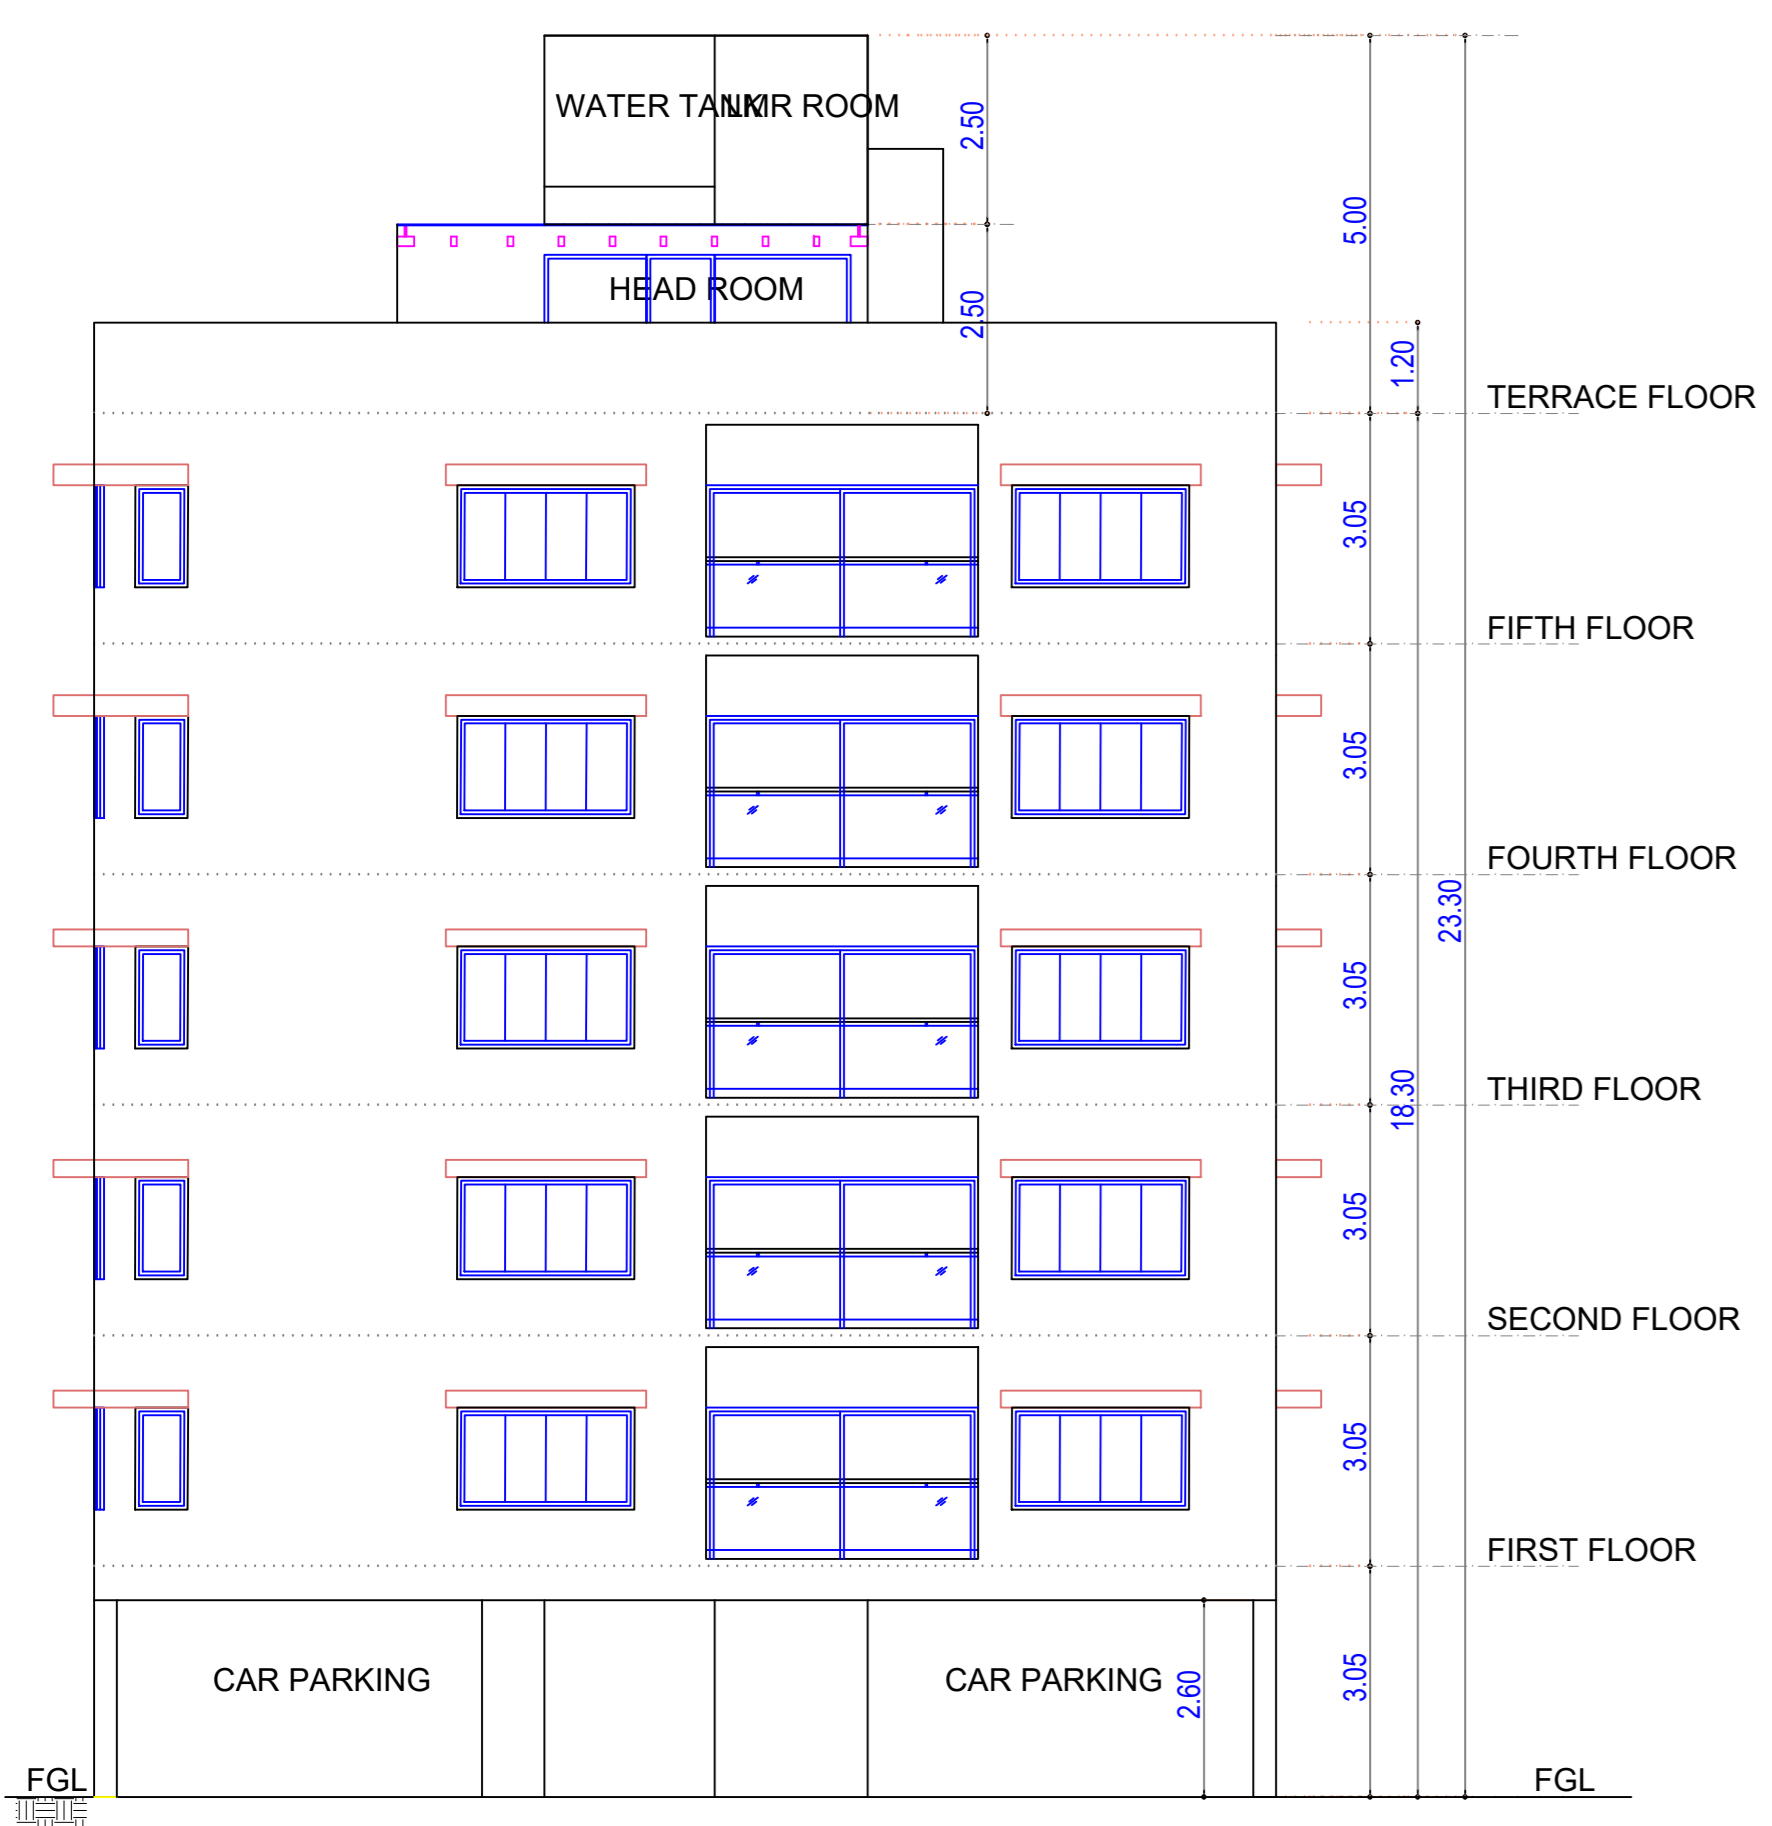 WATER TANK
LMR ROOM
2.50
5.00
HEAD ROOM
2.50
1.20
TERRACE FLOOR
3.05
FIFTH FLOOR
3.05
FOURTH FLOOR
23.30
3.05
THIRD FLOOR
18.30
3.05
SECOND FLOOR
3.05
FIRST FLOOR
CAR PARKING
CAR PARKING
2.60
3.05
FGL
FGL